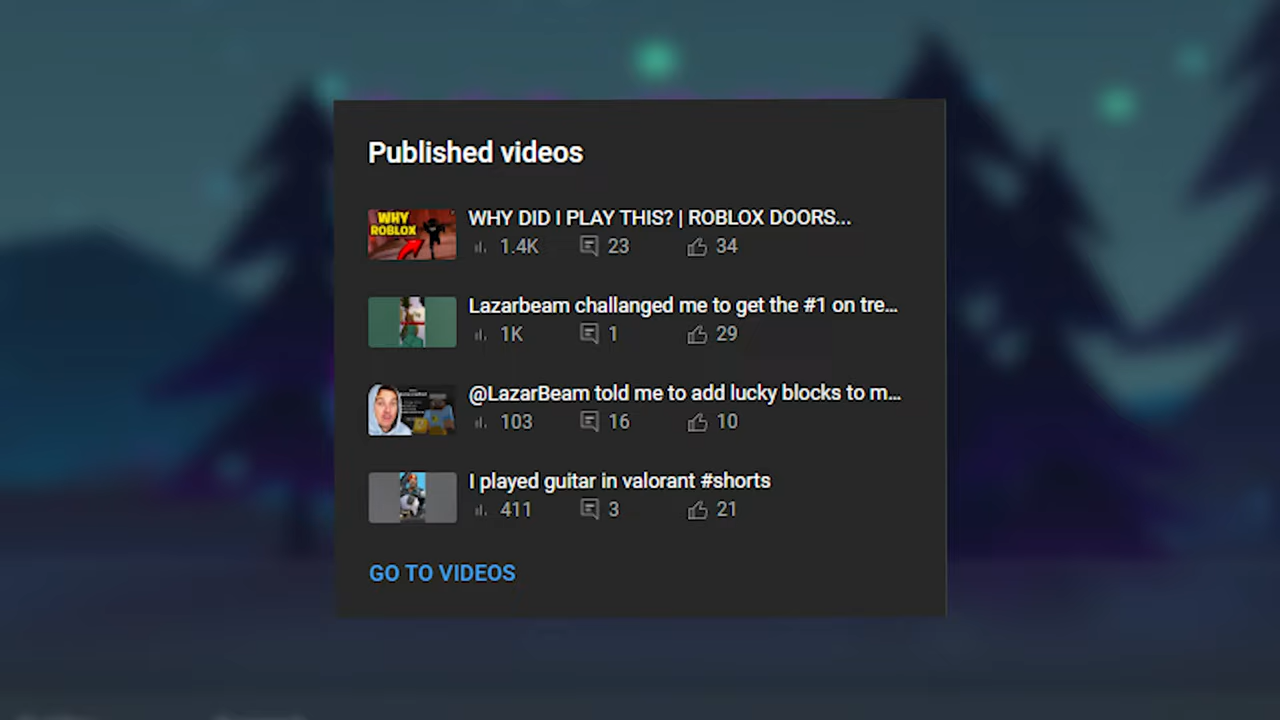 Published videos
WHY
ROBLOX
WHY DID I PLAY THIS? | ROBLOX DOORS...
1.4K 23 34
Lazarbeam challanged me to get the #1 on tre...
1K 1 29
@LazarBeam told me to add lucky blocks to m...
103 16 10
I played guitar in valorant #shorts
411 3 21
GO TO VIDEOS